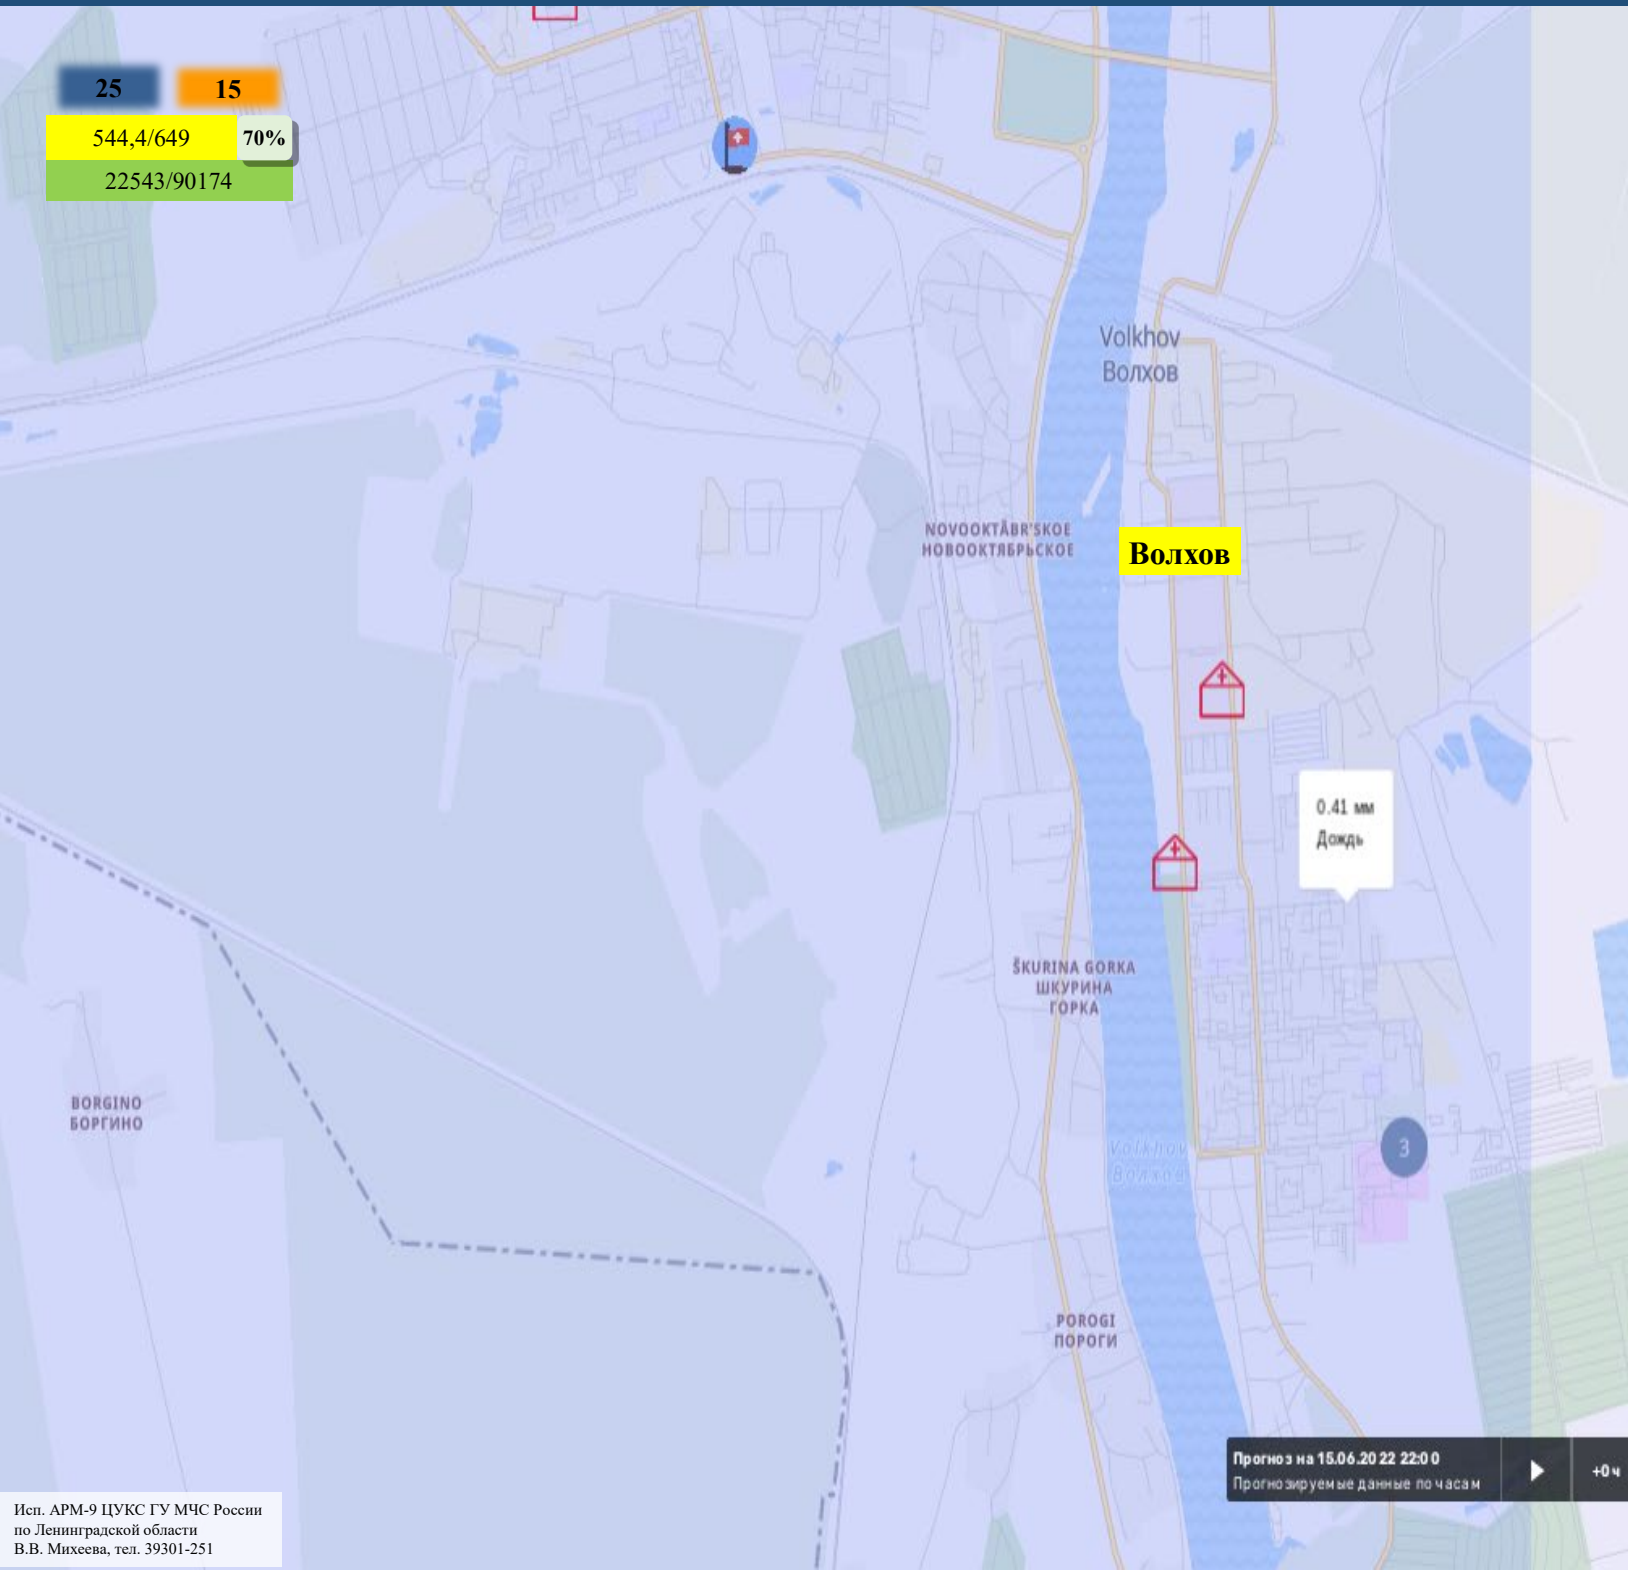 25
15
544,4/649
70%
22543/90174
Volkhov
Волхов
NOVOOKTÂBR'SKOE
НОВООКТЯБРЬСКОЕ
Волхов
0.41 мм
Дождь
ŠKURINA GORKA
ШКУРИНА
ГОРКА
BORGINO
БОРГИНО
Volkhov
Волхов
3
POROGI
ПОРОГИ
Прогноз на 15.06.2022 22:00
Прогнозируемые данные по часам
+0 ч
Исп. АРМ-9 ЦУКС ГУ МЧС России
по Ленинградской области
В.В. Михеева, тел. 39301-251